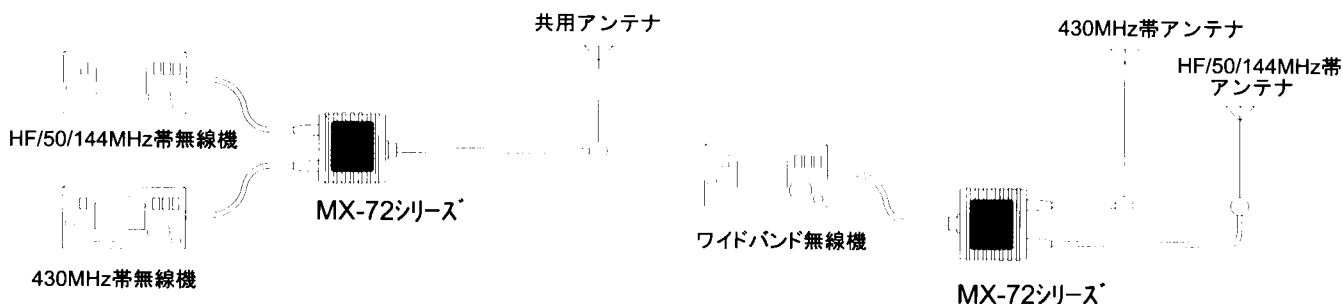 共用アンテナ
HF/50/144MHz帯無線機
MX-72シリーズ
430MHz帯無線機
430MHz帯アンテナ
HF/50/144MHz帯
アンテナ
ワイドバンド無線機
MX-72シリーズ